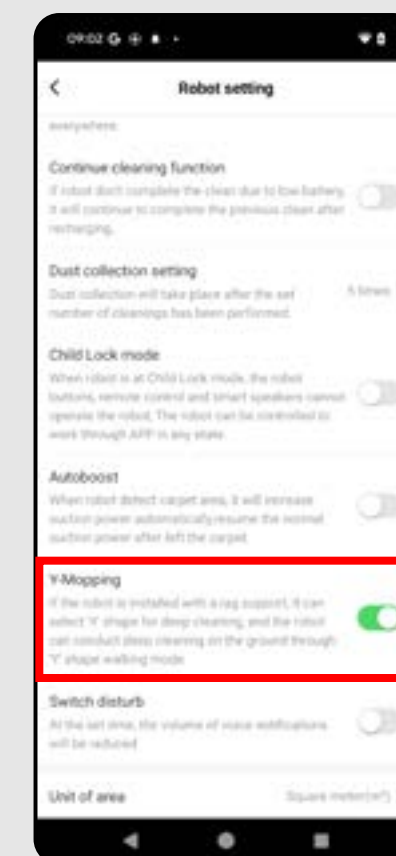 09:02
Robot setting
everywhere.
Continue cleaning function
If robot don't complete the clean due to low battery,
it will continue to complete the previous clean after
recharging.
Dust collection setting
Dust collection will take place after the set
5 times
number of cleanings has been performed.
Child Lock mode
When robot is at Child Lock mode, the robot
buttons, remote control and smart speakers cannot
operate the robot. The robot can be controlled to
work through APP in any state.
Autoboost
When robot detect carpet area, it will increase
suction power automatically,resume the normal
suction power after left the carpet.
Y-Mopping
If the robot is installed with a rag support, it can
select 'Y' shape for deep cleaning, and the robot
can conduct deep cleaning on the ground through
'Y' shape walking mode
Switch disturb
At the set time, the volume of voice notifications
will be reduced
Unit of area
Square meter(m²)